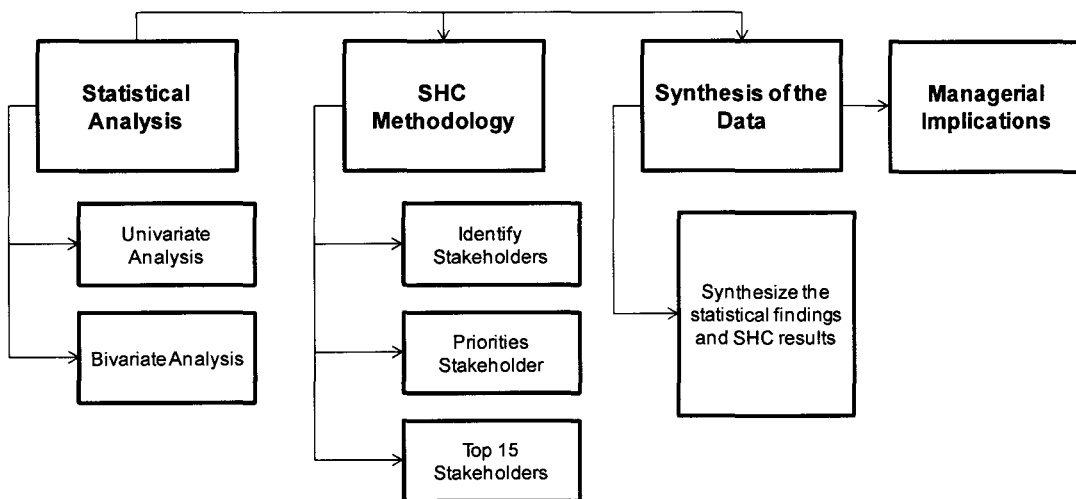 Statistical
Analysis
SHC
Methodology
Synthesis of the
Data
Managerial
Implications
Univariate
Analysis
Bivariate Analysis
Identify
Stakeholders
Priorities
Stakeholder
Top 15
Stakeholders
Synthesize the
statistical findings
and SHC results